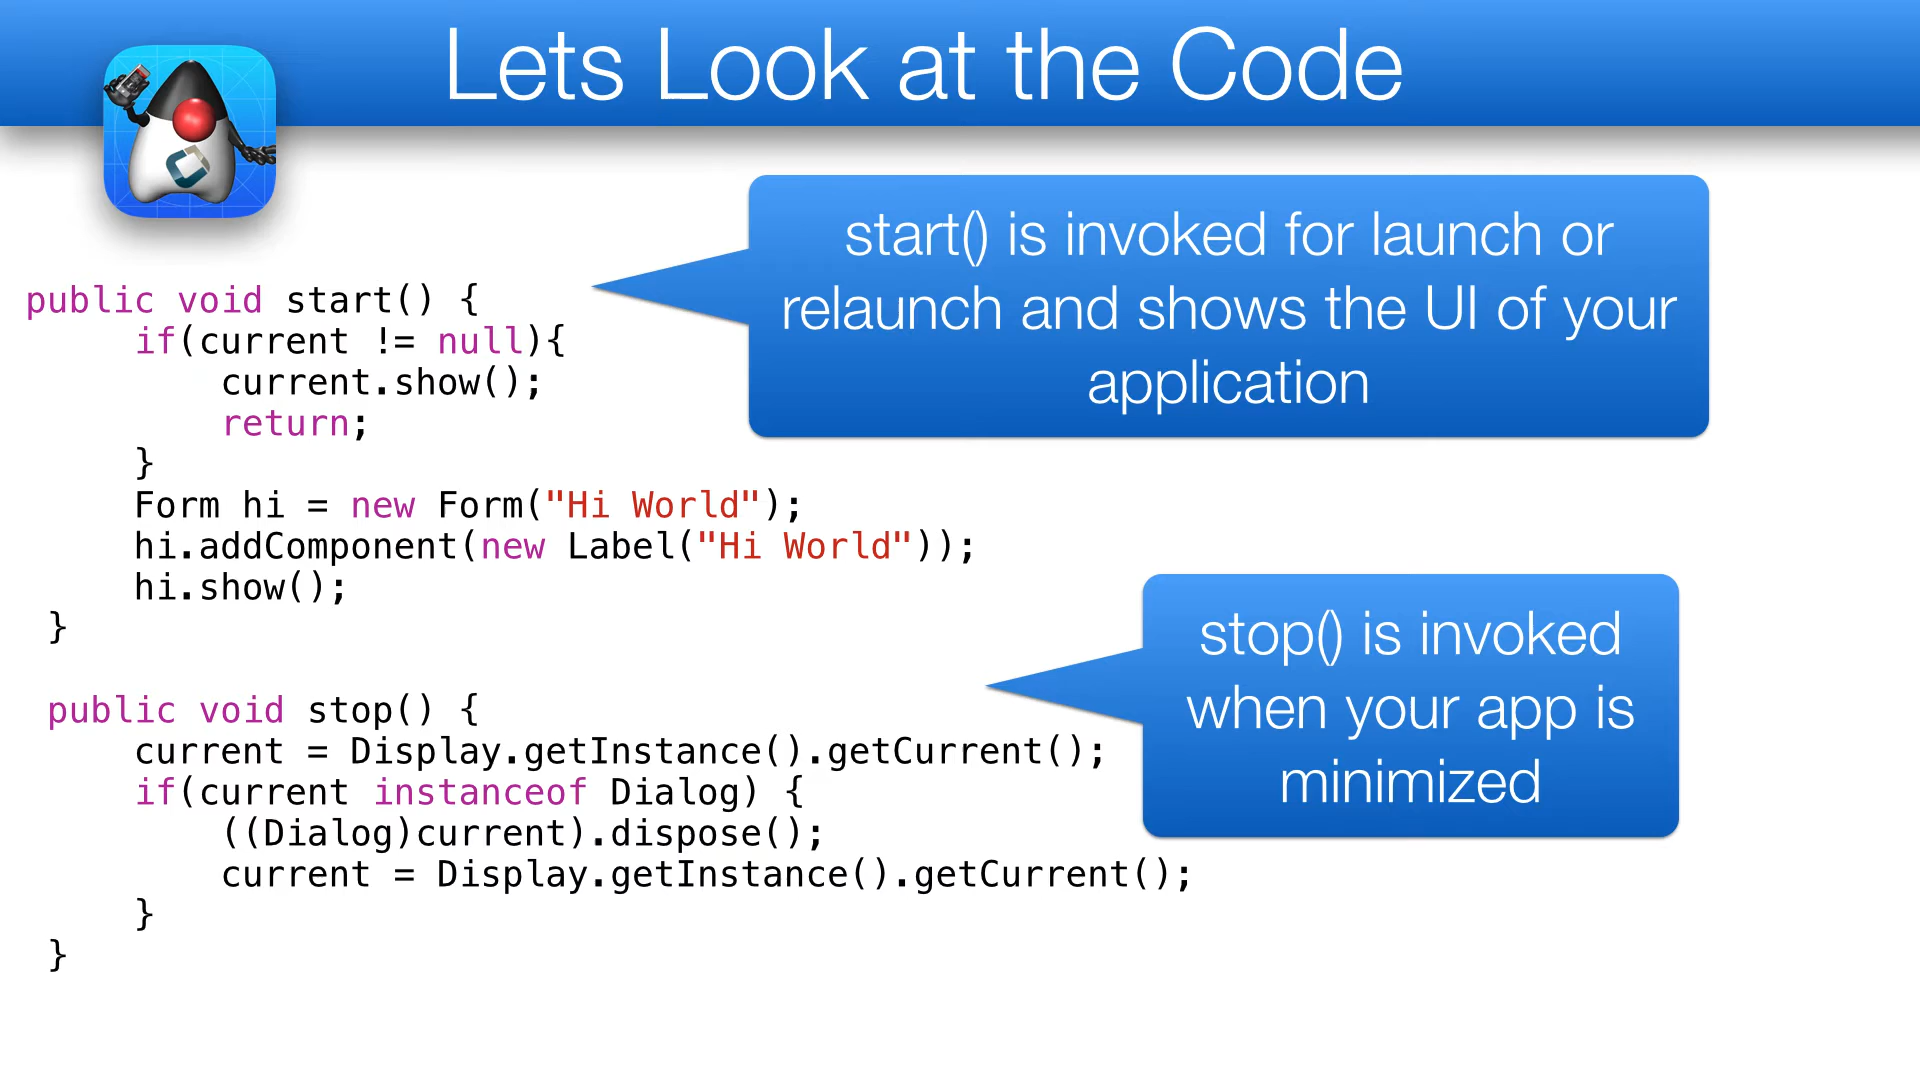 Lets Look at the Code
start() is invoked for launch or
relaunch and shows the UI of your
application
public void start() {
if(current != null){
current.show();
return;
}
Form hi = new Form("Hi World");
hi.addComponent(new Label("Hi World"));
hi.show();
}
stop() is invoked
when your app is
minimized
public void stop() {
current = Display.getInstance().getCurrent();
if(current instanceof Dialog) {
((Dialog)current).dispose();
current = Display.getInstance().getCurrent();
}
}